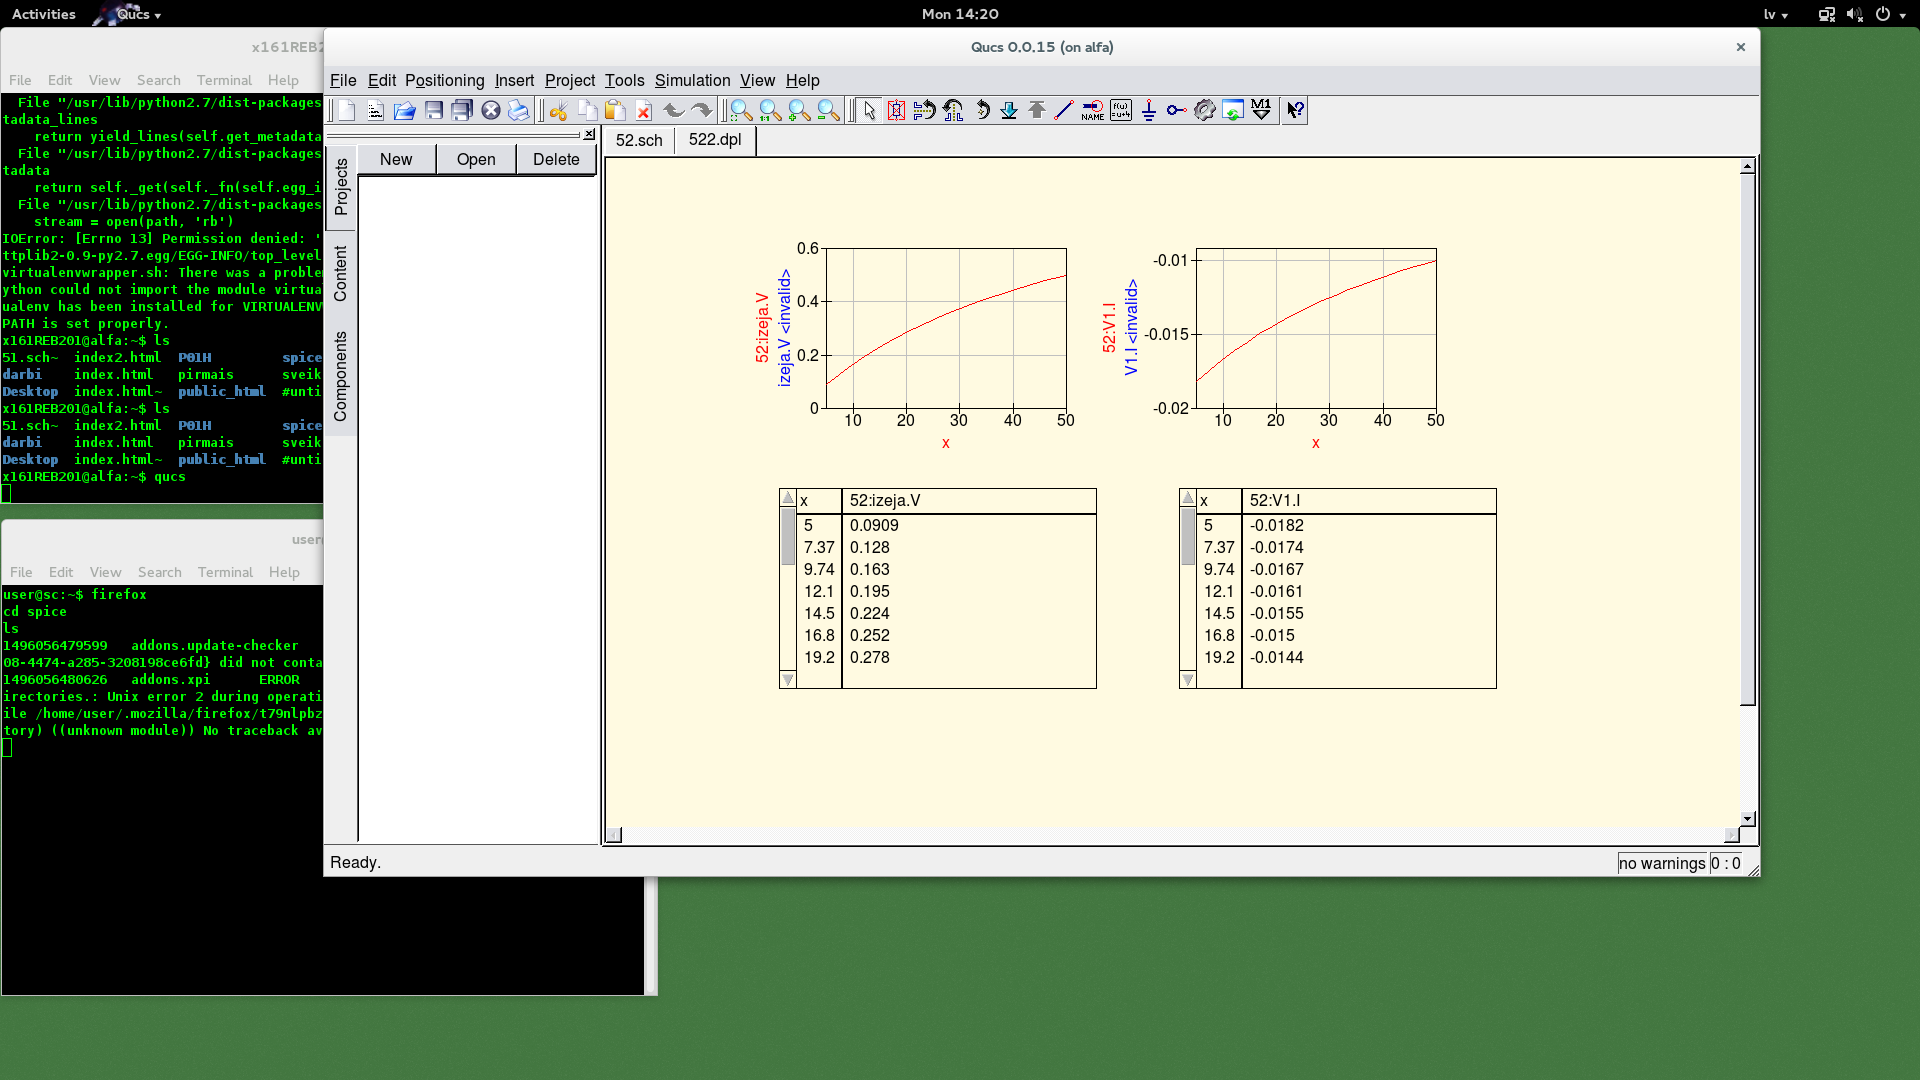 Activities
Qucs
Mon 14:20
lv
x161REB2
File Edit View Search Terminal Help
File "/usr/lib/python2.7/dist-packages
tadata_lines
return yield_lines(self.get_metadata
File "/usr/lib/python2.7/dist-packages
tadata
return self._get(self._fn(self.egg_i
File "/usr/lib/python2.7/dist-packages
stream = open(path, 'rb')
IOError: [Errno 13] Permission denied: '
ttplib2-0.9-py2.7.egg/EGG-INFO/top_level
virtualenvwrapper.sh: There was a problem
ython could not import the module virtua
ualenv has been installed for VIRTUALENV
PATH is set properly.
x161REB201@alfa:~$ ls
51.sch~ index2.html P01H spice
darbi index.html pirmais sveik
Desktop index.html~ public_html #unti
x161REB201@alfa:~$ ls
51.sch~ index2.html P01H spice
darbi index.html pirmais sveik
Desktop index.html~ public_html #unti
x161REB201@alfa:~$ qucs
user
File Edit View Search Terminal Help
user@sc:~$ firefox
cd spice
ls
1496056479599 addons.update-checker
08-4474-a285-3208198ce6fd} did not conta
1496056480626 addons.xpi ERROR
irectories.: Unix error 2 during operati
ile /home/user/.mozilla/firefox/t79nlpbz
tory) ((unknown module)) No traceback av
Qucs 0.0.15 (on alfa)
File Edit Positioning Insert Project Tools Simulation View Help
1:1
NAME
f(u)
u=4
M1
Projects
Content
Components
New Open Delete
52.sch 522.dpl
52:izeja.V
izeja.V <invalid>
0.6
0.4
0.2
0
10 20 30 40 50
x
52:V1.I
V1.I <invalid>
-0.01
-0.015
-0.02
10 20 30 40 50
x
x 52:izeja.V
5 0.0909
7.37 0.128
9.74 0.163
12.1 0.195
14.5 0.224
16.8 0.252
19.2 0.278
x 52:V1.I
5 -0.0182
7.37 -0.0174
9.74 -0.0167
12.1 -0.0161
14.5 -0.0155
16.8 -0.015
19.2 -0.0144
Ready.
no warnings 0 : 0